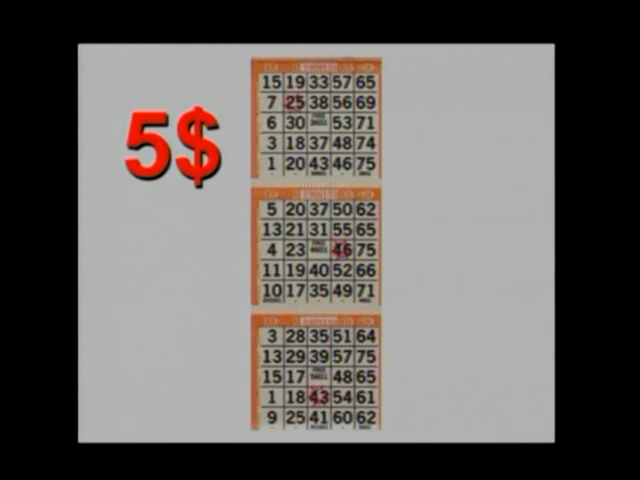 5$
15 19 33 57 65
7 25 38 56 69
6 30 53 71
3 18 37 48 74
1 20 43 46 75
5 20 37 50 62
13 21 31 55 65
4 23 46 75
11 19 40 52 66
10 17 35 49 71
3 28 35 51 64
13 29 39 57 75
15 17 48 65
1 18 43 54 61
9 25 41 60 62